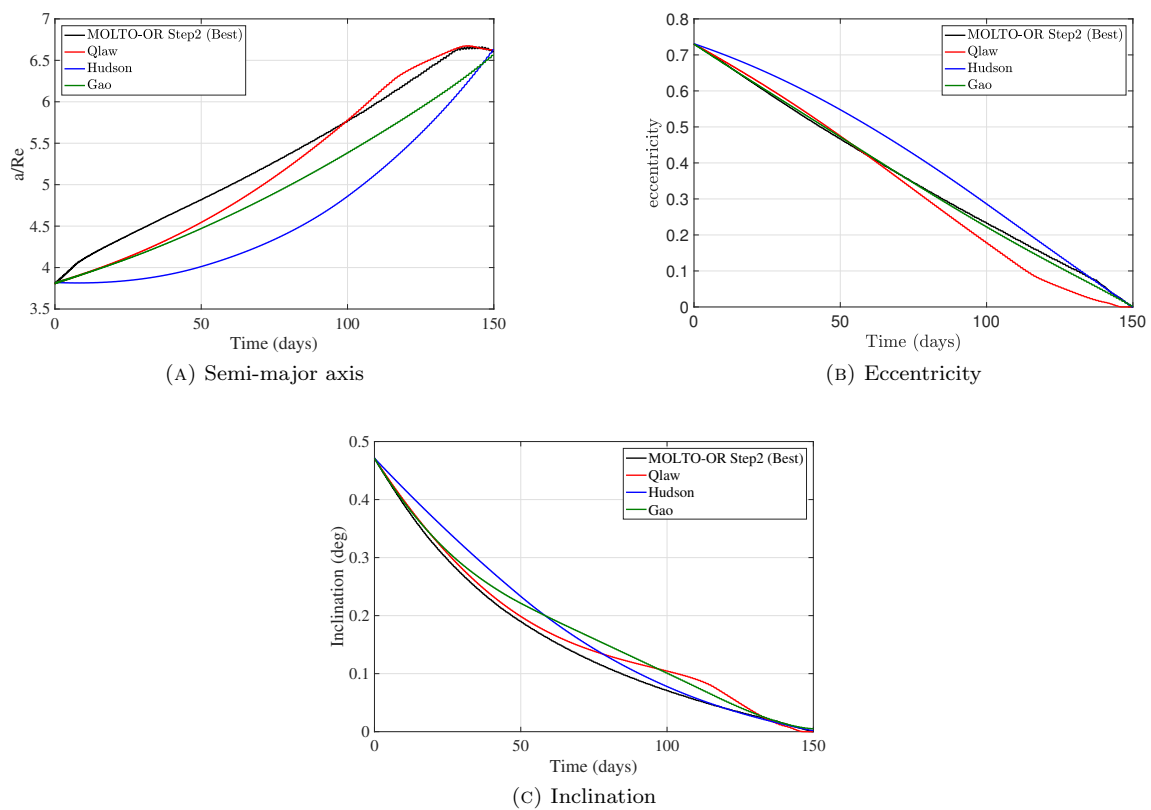 7
6.5
6
5.5
5
4.5
4
3.5
a/Re
MOLTO-OR Step2 (Best)
Qlaw
Hudson
Gao
0
50
100
150
Time (days)
(A) Semi-major axis
0.8
0.7
0.6
0.5
0.4
0.3
0.2
0.1
0
eccentricity
MOLTO-OR Step2 (Best)
Qlaw
Hudson
Gao
0
50
100
150
Time (days)
(B) Eccentricity
0.5
0.4
0.3
0.2
0.1
0
Inclination (deg)
MOLTO-OR Step2 (Best)
Qlaw
Hudson
Gao
0
50
100
150
Time (days)
(C) Inclination